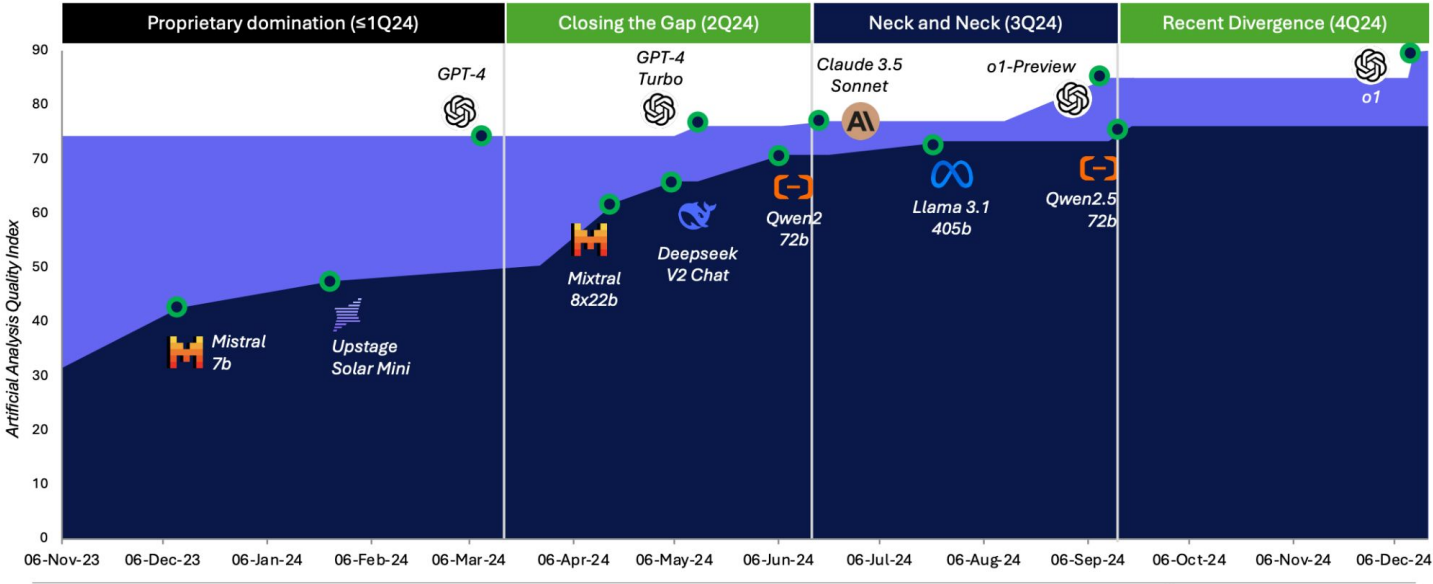 Proprietary domination (≤1Q24)
Closing the Gap (2Q24)
Neck and Neck (3Q24)
Recent Divergence (4Q24)
Artificial Analysis Quality Index
90
80
70
60
50
40
30
20
10
0
GPT-4
GPT-4
Turbo
Claude 3.5
Sonnet
o1-Preview
o1
Mistral
7b
Upstage
Solar Mini
Mixtral
8x22b
Deepseek
V2 Chat
Qwen2
72b
Llama 3.1
405b
Qwen2.5
72b
06-Nov-23
06-Dec-23
06-Jan-24
06-Feb-24
06-Mar-24
06-Apr-24
06-May-24
06-Jun-24
06-Jul-24
06-Aug-24
06-Sep-24
06-Oct-24
06-Nov-24
06-Dec-24